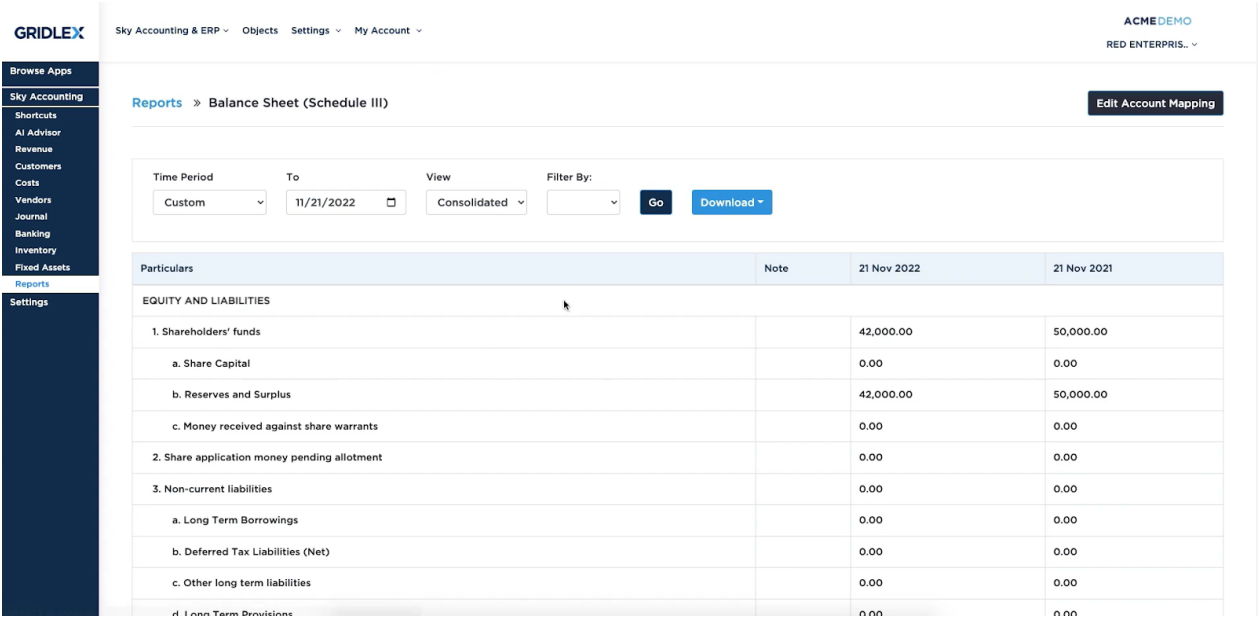 GRIDLEX
Sky Accounting & ERP Objects Settings My Account
ACMEDEMO
RED ENTERPRIS..
Browse Apps
Sky Accounting
Shortcuts
AI Advisor
Revenue
Customers
Costs
Vendors
Journal
Banking
Inventory
Fixed Assets
Reports
Settings
Reports » Balance Sheet (Schedule III)
Edit Account Mapping
Time Period To View Filter By:
Custom 11/21/2022 Consolidated Go Download
Particulars Note 21 Nov 2022 21 Nov 2021
EQUITY AND LIABILITIES
1. Shareholders' funds 42,000.00 50,000.00
a. Share Capital 0.00 0.00
b. Reserves and Surplus 42,000.00 50,000.00
c. Money received against share warrants 0.00 0.00
2. Share application money pending allotment 0.00 0.00
3. Non-current liabilities 0.00 0.00
a. Long Term Borrowings 0.00 0.00
b. Deferred Tax Liabilities (Net) 0.00 0.00
c. Other long term liabilities 0.00 0.00
d. Long Term Provisions 0.00 0.00